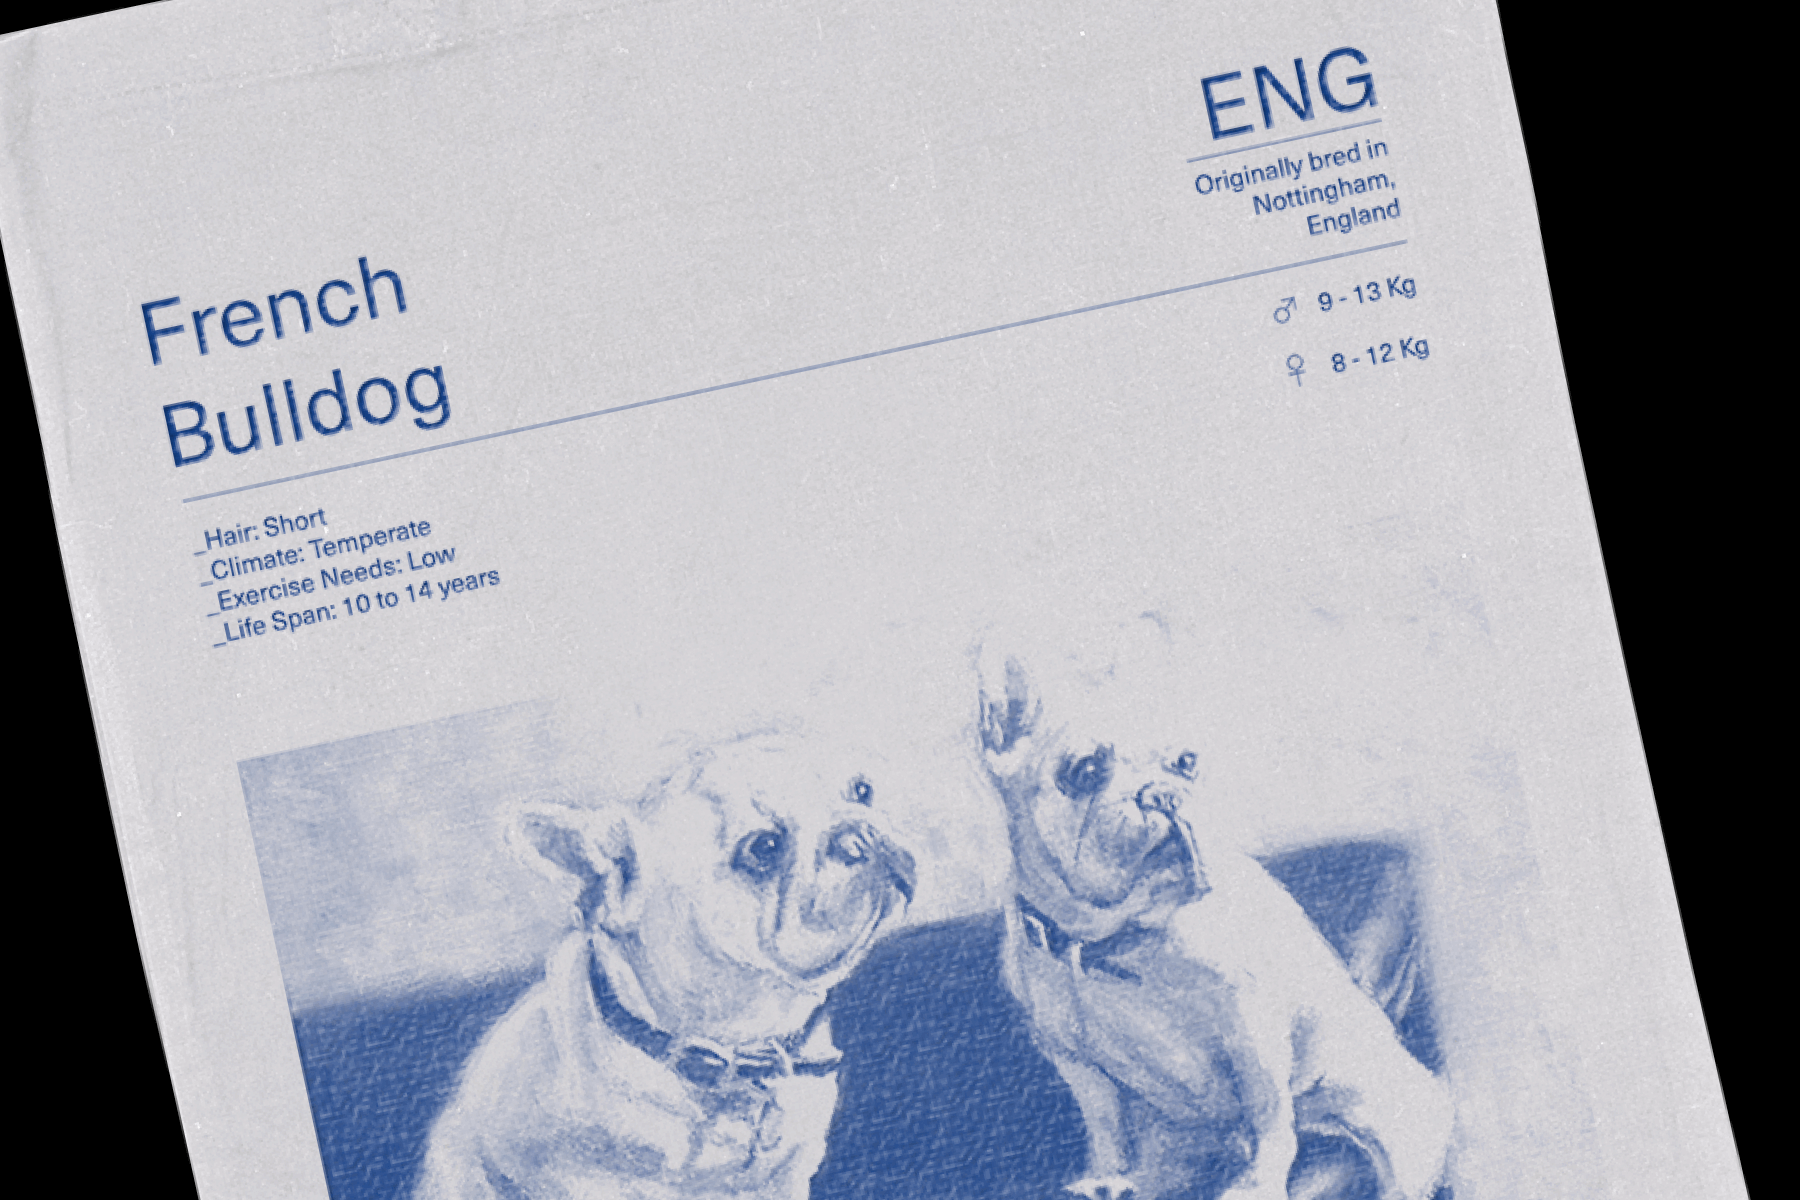 ENG
Originally bred in
Nottingham,
England
French
Bulldog
♂ 9 - 13 Kg
♀ 8 - 12 Kg
_Hair: Short
_Climate: Temperate
_Exercise Needs: Low
_Life Span: 10 to 14 years